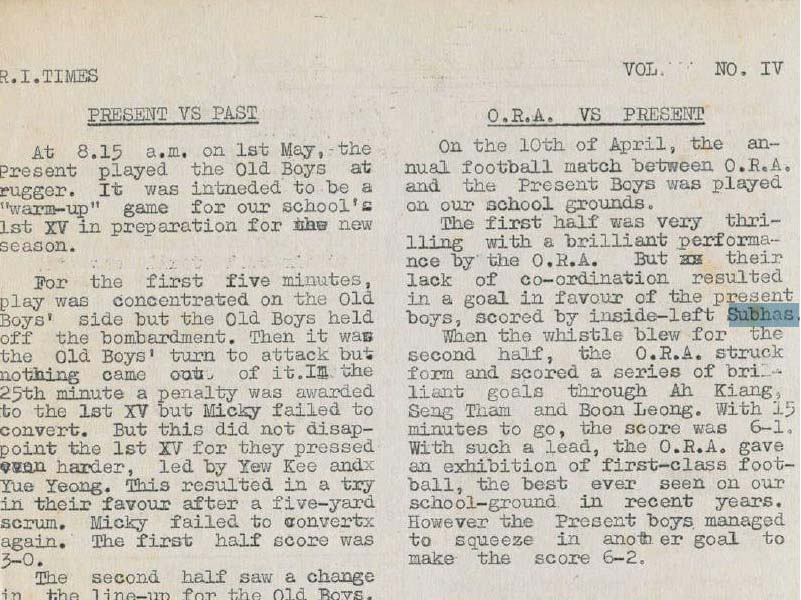 R.I.TIMES
VOL. NO. IV
PRESENT VS PAST
At 8.15 a.m. on 1st May, the
Present played the Old Boys at
rugger. It was intneded to be a
"warm-up" game for our school's
1st XV in preparation for the new
season.
For the first five minutes,
play was concentrated on the Old
Boys' side but the Old Boys held
off the bombardment. Then it was
the Old Boys' turn to attack but
nothing came out of it.In the
25th minute a penalty was awarded
to the 1st XV but Micky failed to
convert. But this did not disap-
point the 1st XV for they pressed
even harder, led by Yew Kee andx
Yue Yeong. This resulted in a try
in their favour after a five-yard
scrum. Micky failed to convertx
again. The first half score was
3-0.
The second half saw a change
in the line-up for the Old Boys.
O.R.A. VS PRESENT
On the 10th of April, the an-
nual football match between O.R.A.
and the Present Boys was played
on our school grounds.
The first half was very thri-
lling with a brilliant performa-
nce by the O.R.A. But xx their
lack of co-ordination resulted
in a goal in favour of the present
boys, scored by inside-left Subhas.
When the whistle blew for the
second half, the O.R.A. struck
form and scored a series of bril-
liant goals through Ah Kiang,
Seng Tham and Boon Leong. With 15
minutes to go, the score was 6-1.
With such a lead, the O.R.A. gave
an exhibition of first-class foot-
ball, the best ever seen on our
school-ground in recent years.
However the Present boys managed
to squeeze in another goal to
make the score 6-2.